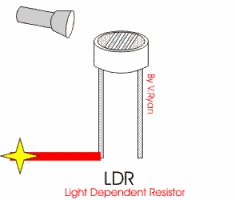 By V.Ryan
LDR
Light Dependent Resistor